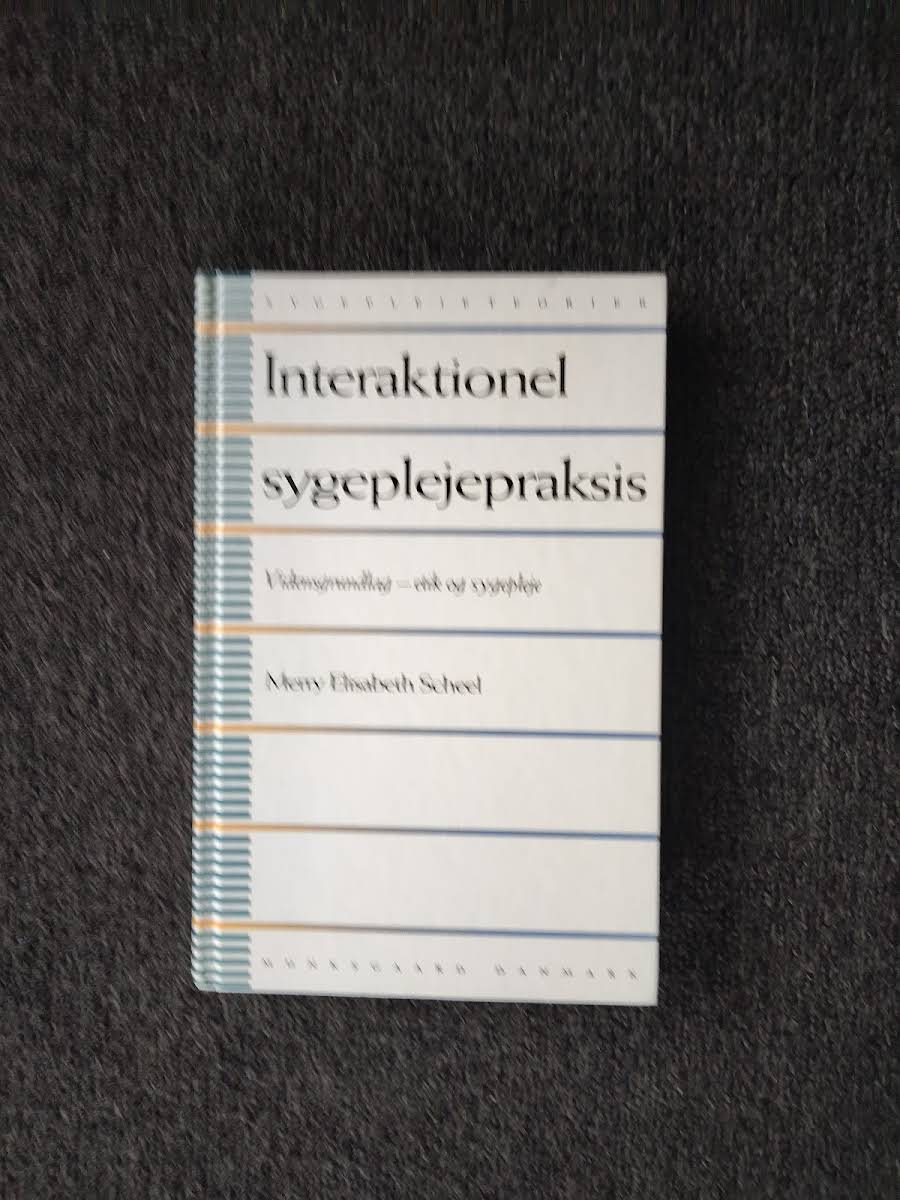 SYGEPLEJETEORIER
Interaktionel
sygeplejepraksis
Vidensgrundlag – etik og sygepleje
Merry Elisabeth Scheel
MUNKSGAARD DANMARK